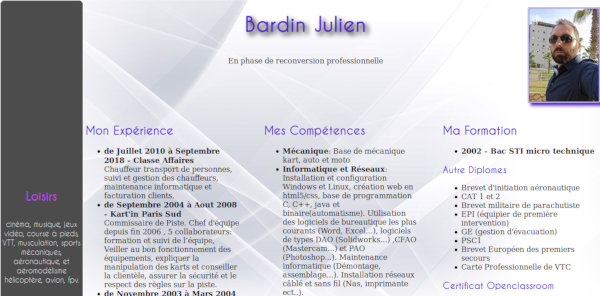 Bardin Julien
En phase de reconversion professionnelle
Loisirs
cinéma, musique, jeux
vidéo, course à pieds,
VTT, musculation, sports
mécaniques,
aéronautique, et
aéromodélisme
hélicoptère, avion, fpv.
Mon Expérience
de Juillet 2010 à Septembre
2018 - Classe Affaires
Chauffeur transport de personnes,
suivi et gestion des chauffeurs,
maintenance informatique et
facturation clients.
de Septembre 2004 à Aout 2008
- Kart'in Paris Sud
Commissaire de Piste. Chef d'équipe
depuis fin 2006 , 5 collaborateurs:
formation et suivi de l'équipe,
Veiller au bon fonctionnement des
équipements, expliquer la
manipulation des karts et conseiller
la clientèle, assurer la sécurité et le
respect des règles sur la piste.
de Novembre 2003 à Mars 2004
Mes Compétences
Mécanique: Base de mécanique
kart, auto et moto
Informatique et Réseaux:
Installation et configuration
Windows et Linux, création web en
html5/css, base de programmation
C, C++, java et
binaire(automatisme). Utilisation
des logiciels de bureautique les plus
courants (Word, Excel...), logiciels
de types DAO (Solidworks...) ,CFAO
(Mastercam...) et PAO
(Photoshop...). Maintenance
informatique (Démontage,
assemblage...). Installation réseaux
câblé et sans fil (Nas, imprimante
ect..).
Ma Formation
2002 - Bac STI micro technique
Autre Diplomes
Brevet d'initiation aéronautique
CAT 1 et 2
Brevet militaire de parachutiste
EPI (équipier de première
intervention)
GE (gestion d'évacuation)
PSC1
Brevet Européen des premiers
secours
Carte Professionelle de VTC
Certificat Openclassroom